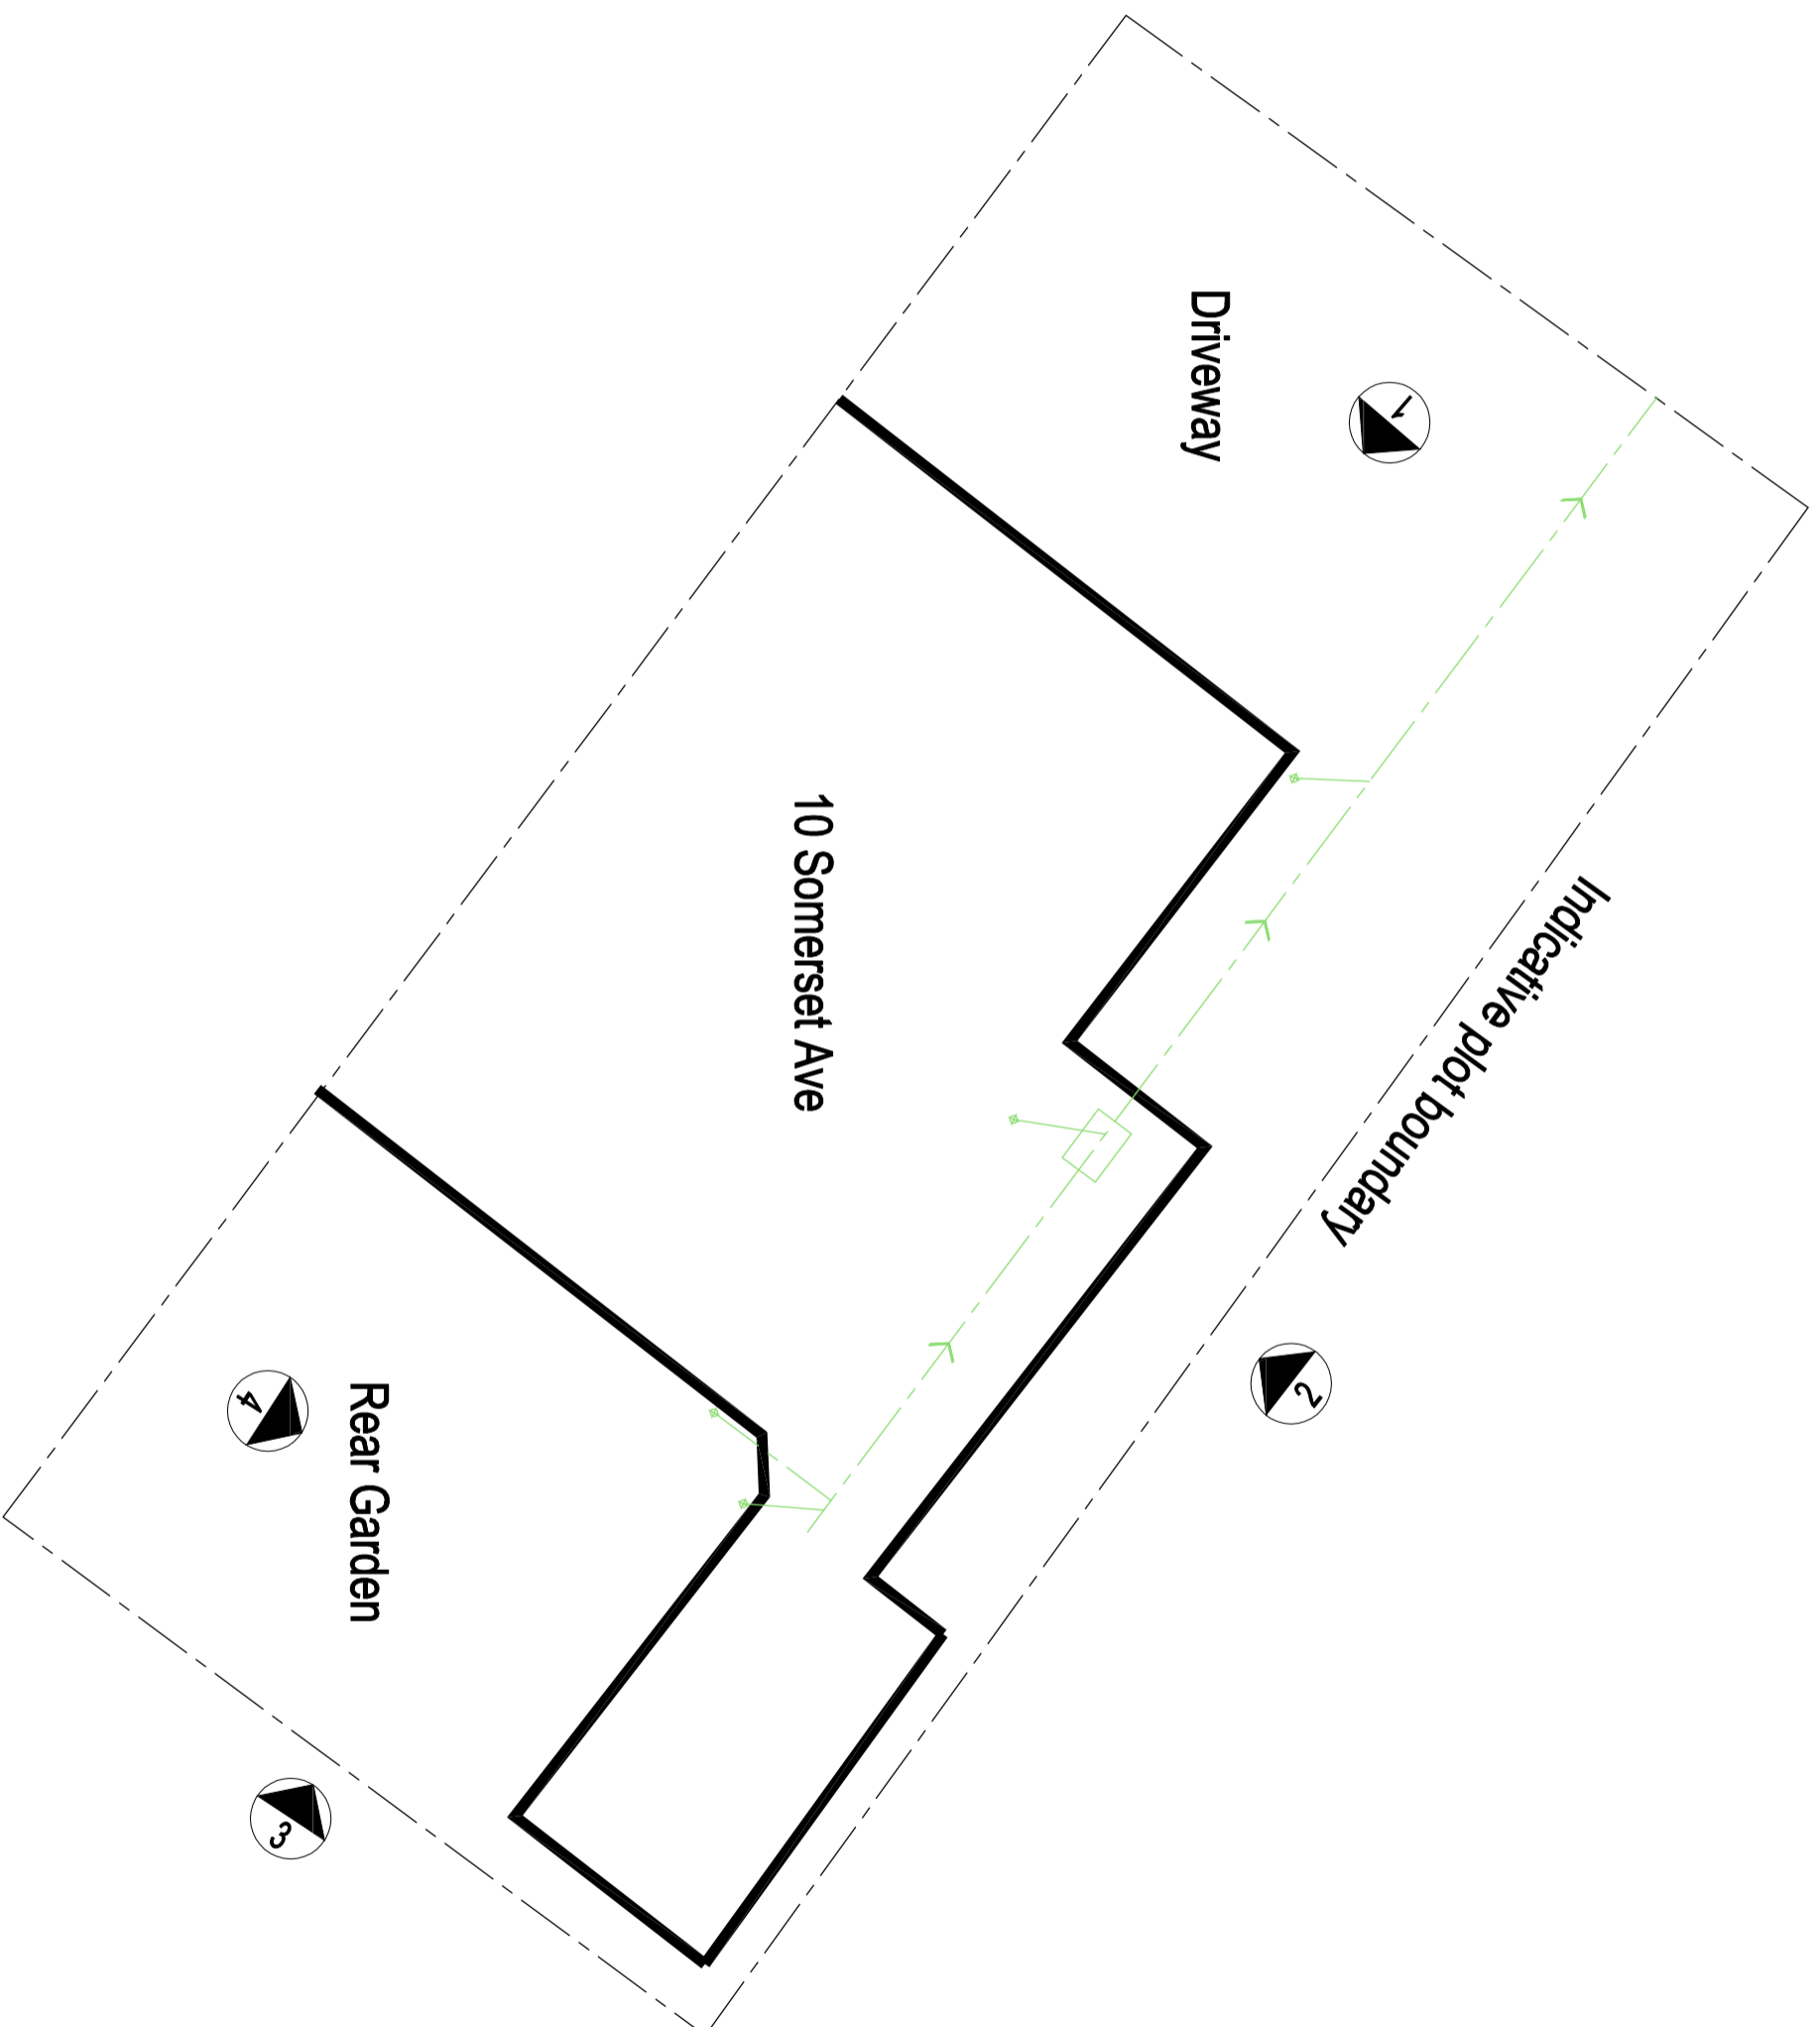 Driveway
1
10 Somerset Ave
Indicative plot boundary
2
Rear Garden
4
3